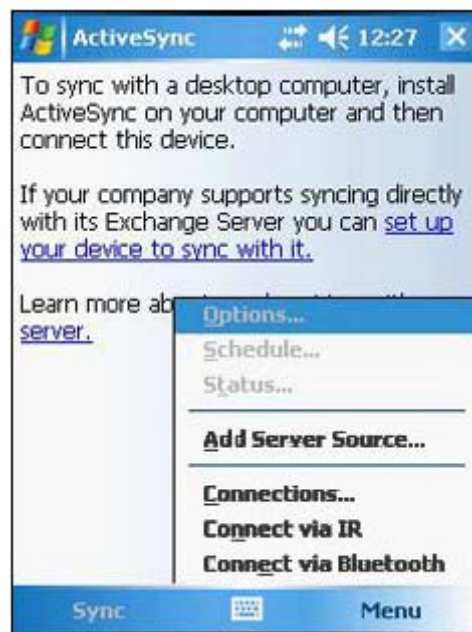 ActiveSync 12:27
To sync with a desktop computer, install
ActiveSync on your computer and then
connect this device.
If your company supports syncing directly
with its Exchange Server you can set up
your device to sync with it.
Learn more
server.
Options...
Schedule...
Status...
Add Server Source...
Connections...
Connect via IR
Connect via Bluetooth
Sync Menu